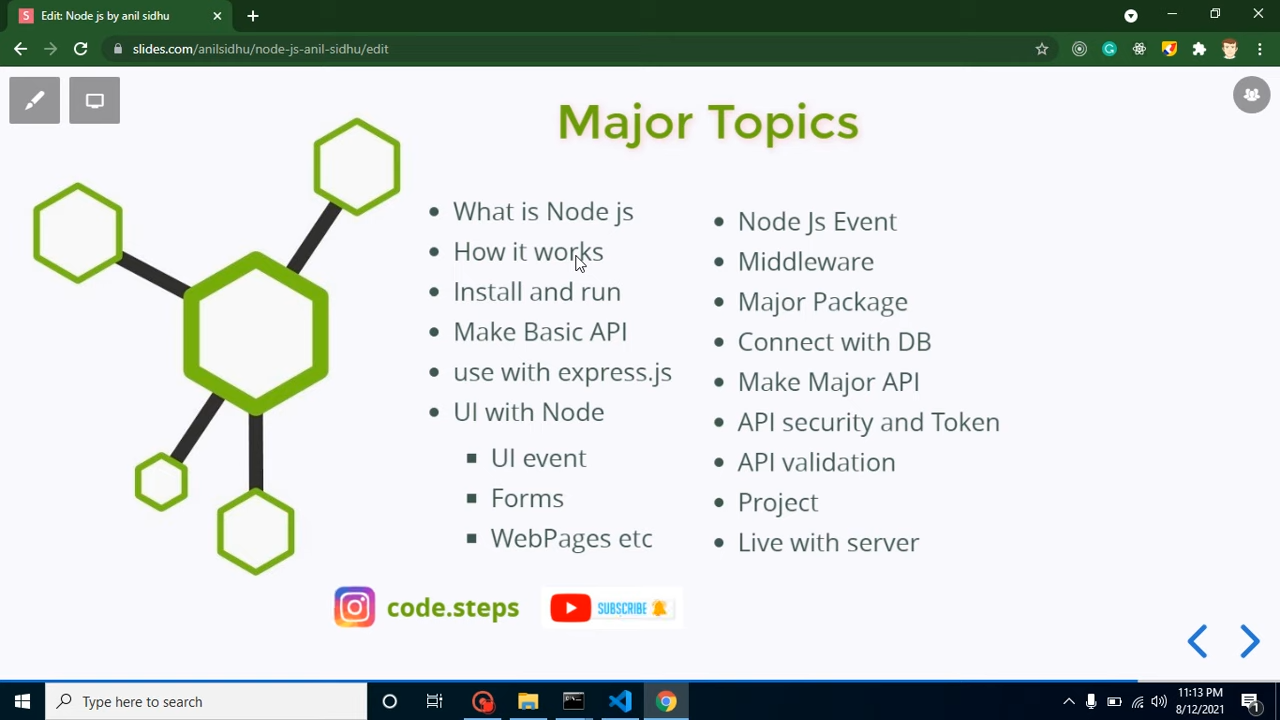 Edit: Node js by anil sidhu
slides.com/anilsidhu/node-js-anil-sidhu/edit
Major Topics
What is Node js
How it works
Install and run
Make Basic API
use with express.js
UI with Node
UI event
Forms
WebPages etc
Node Js Event
Middleware
Major Package
Connect with DB
Make Major API
API security and Token
API validation
Project
Live with server
code.steps
SUBSCRIBE
Type here to search
11:13 PM
8/12/2021
1